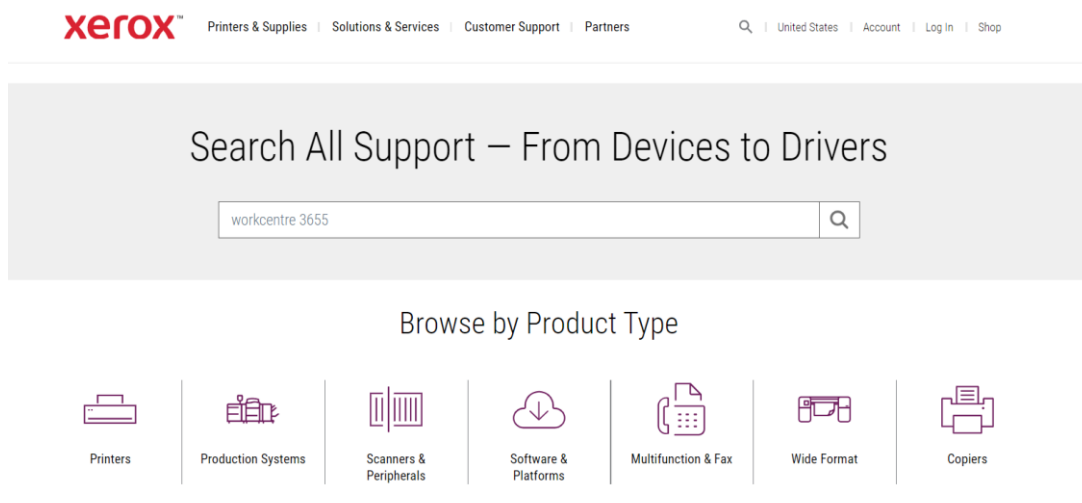 xerox™ Printers & Supplies | Solutions & Services | Customer Support | Partners | United States | Account | Log In | Shop
Search All Support — From Devices to Drivers
workcentre 3655
Browse by Product Type
Printers
Production Systems
Scanners &
Peripherals
Software &
Platforms
Multifunction & Fax
Wide Format
Copiers